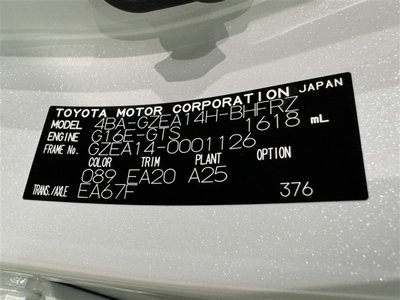 TOYOTA MOTOR CORPORATION JAPAN
MODEL 4BA-GZEA14H-BHFRZ
ENGINE G16E-GTS 1618 mL
FRAME No. GZEA14-0001126
COLOR TRIM PLANT OPTION
089 EA20 A25
TRANS./AXLE EA67F 376